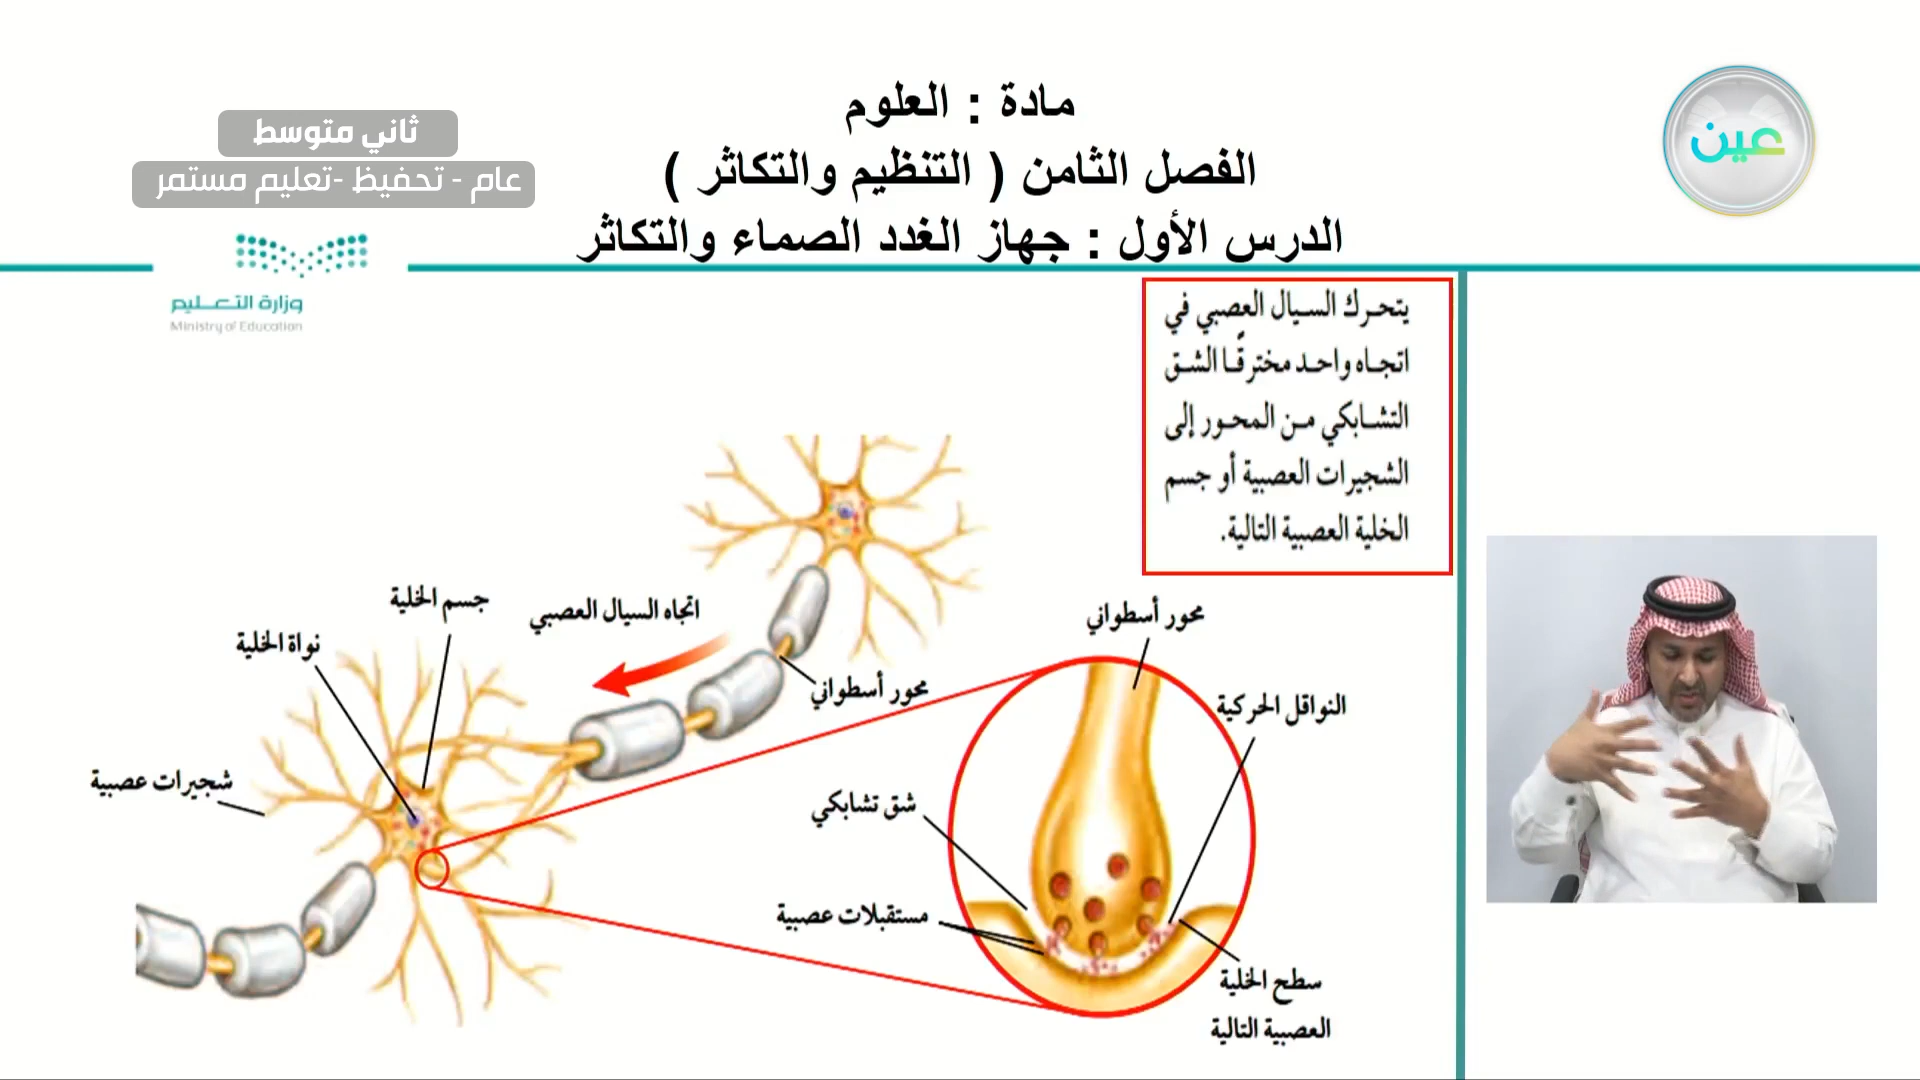 مادة : العلوم
الفصل الثامن ( التنظيم والتكاثر )
الدرس الأول : جهاز الغدد الصماء والتكاثر
عين
ثاني متوسط
عام - تحفيظ -تعليم مستمر
وزارة التعليم
Ministry of Education
يتحرك السيال العصبي في
اتجاه واحد مخترقًا الشق
التشابكي من المحور إلى
الشجيرات العصبية أو جسم
الخلية العصبية التالية.
جسم الخلية
نواة الخلية
اتجاه السيال العصبي
محور أسطواني
شجيرات عصبية
محور أسطواني
النواقل الحركية
شق تشابكي
مستقبلات عصبية
سطح الخلية
العصبية التالية